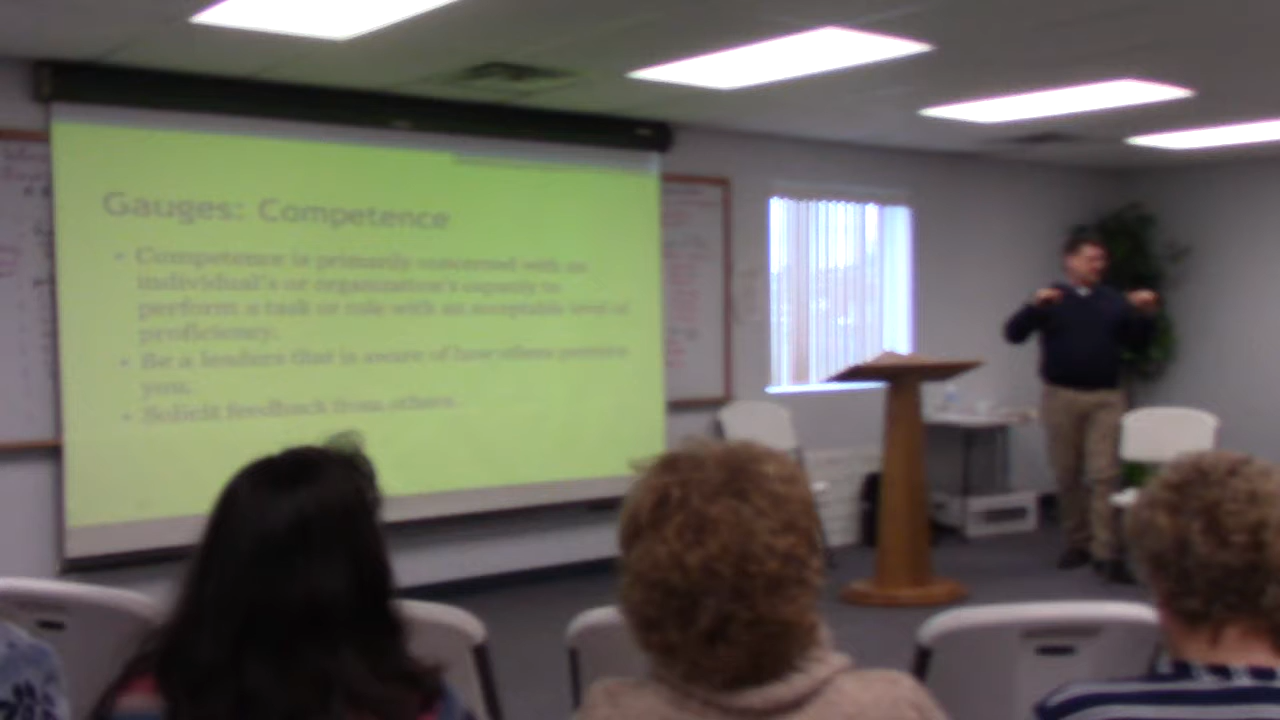 Gauges: Competence
• Competence is primarily concerned with an
individual's or organization's capacity to
perform a task or role with an acceptable level of
proficiency.
• Be a leaders that is aware of how others perceive
you.
• Solicit feedback from others.